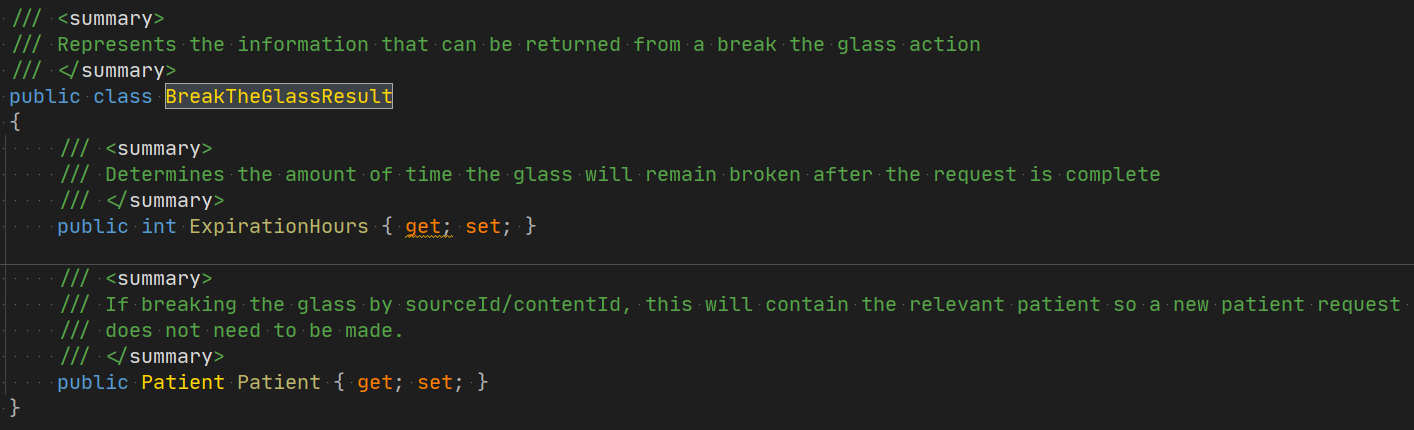 /// <summary>
/// Represents the information that can be returned from a break the glass action
/// </summary>
public class BreakTheGlassResult
{
    /// <summary>
    /// Determines the amount of time the glass will remain broken after the request is complete
    /// </summary>
    public int ExpirationHours { get; set; }
    /// <summary>
    /// If breaking the glass by sourceId/contentId, this will contain the relevant patient so a new patient request
    /// does not need to be made.
    /// </summary>
    public Patient Patient { get; set; }
}